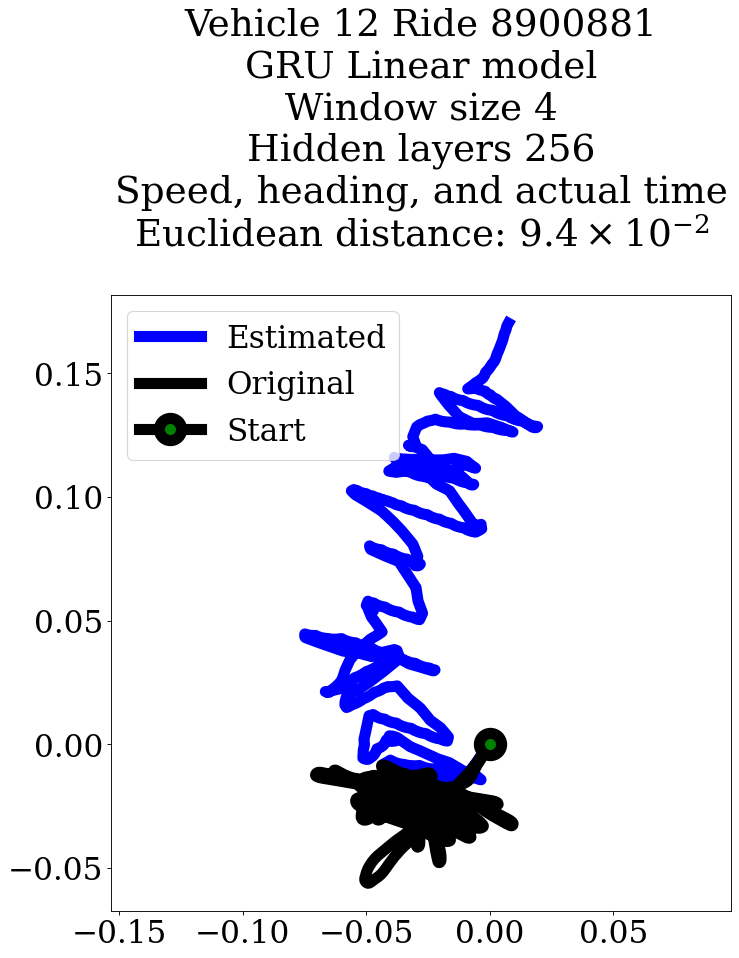 Vehicle 12 Ride 8900881
GRU Linear model
Window size 4
Hidden layers 256
Speed, heading, and actual time
Euclidean distance: 9.4 × 10⁻²
Estimated
Original
Start
0.15
0.10
0.05
0.00
−0.05
−0.15 −0.10 −0.05 0.00 0.05